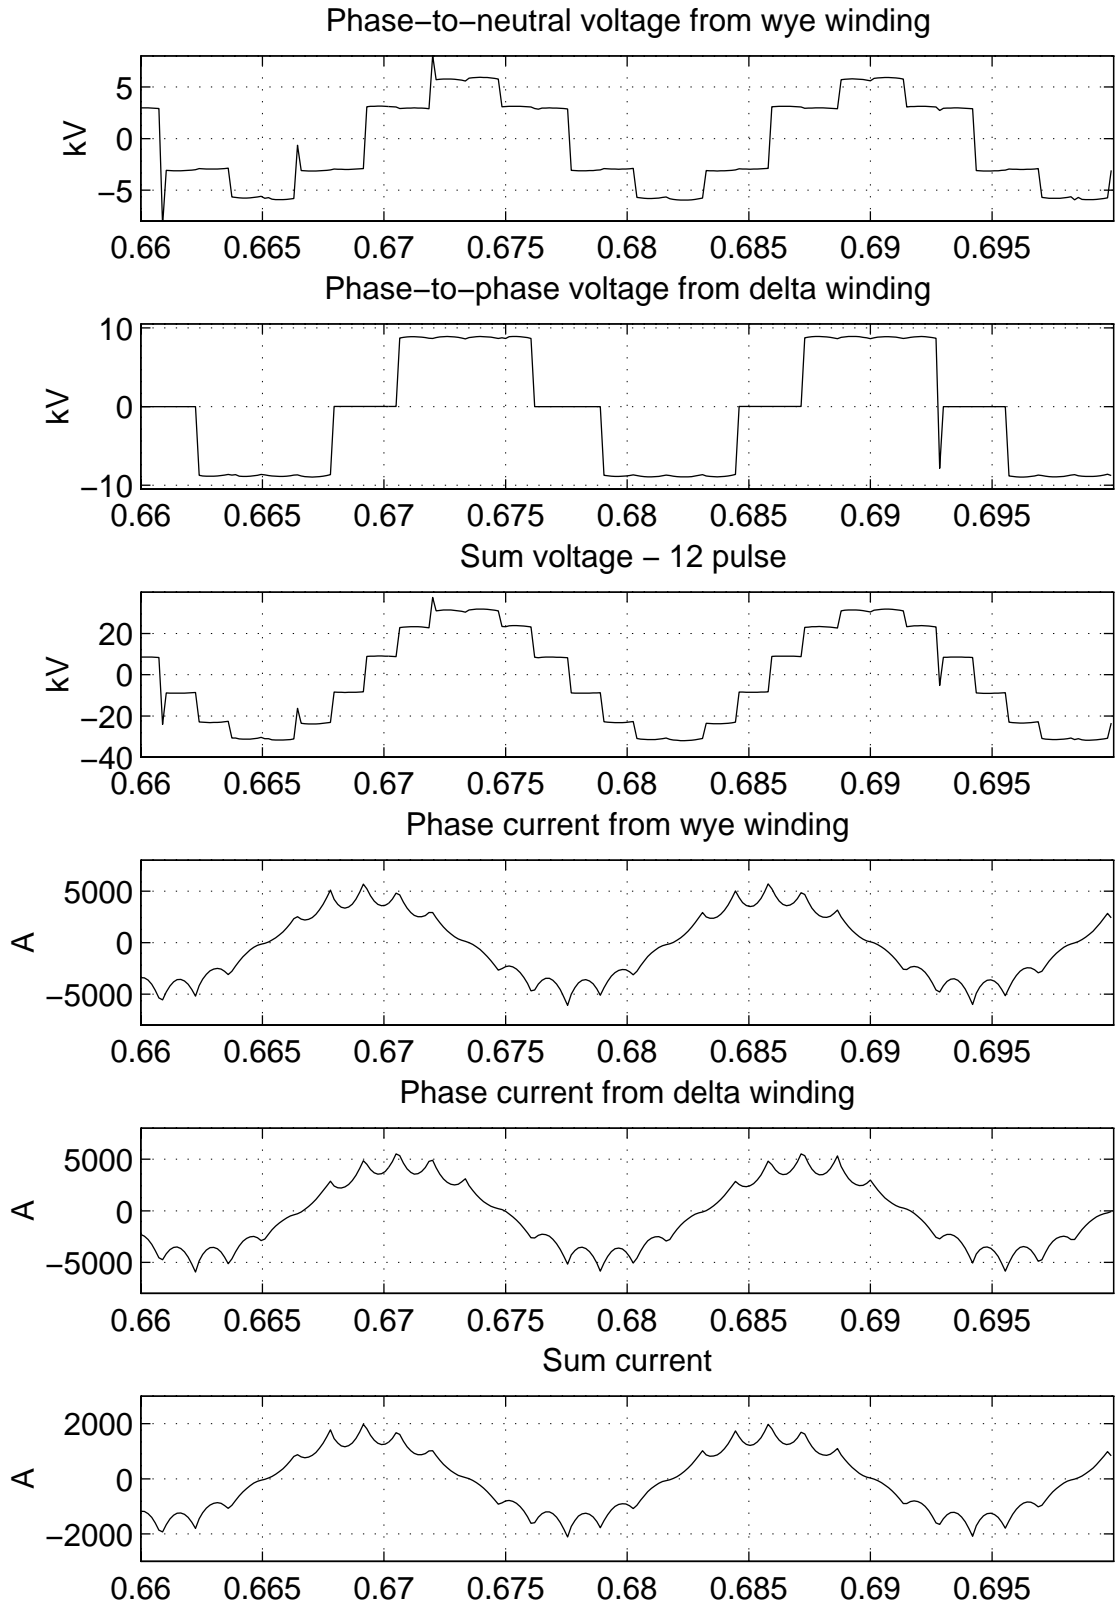 Phase−to−neutral voltage from wye winding
5
0
−5
kV
0.66 0.665 0.67 0.675 0.68 0.685 0.69 0.695
Phase−to−phase voltage from delta winding
10
0
−10
kV
0.66 0.665 0.67 0.675 0.68 0.685 0.69 0.695
Sum voltage − 12 pulse
20
0
−20
−40
kV
0.66 0.665 0.67 0.675 0.68 0.685 0.69 0.695
Phase current from wye winding
5000
0
−5000
A
0.66 0.665 0.67 0.675 0.68 0.685 0.69 0.695
Phase current from delta winding
5000
0
−5000
A
0.66 0.665 0.67 0.675 0.68 0.685 0.69 0.695
Sum current
2000
0
−2000
A
0.66 0.665 0.67 0.675 0.68 0.685 0.69 0.695